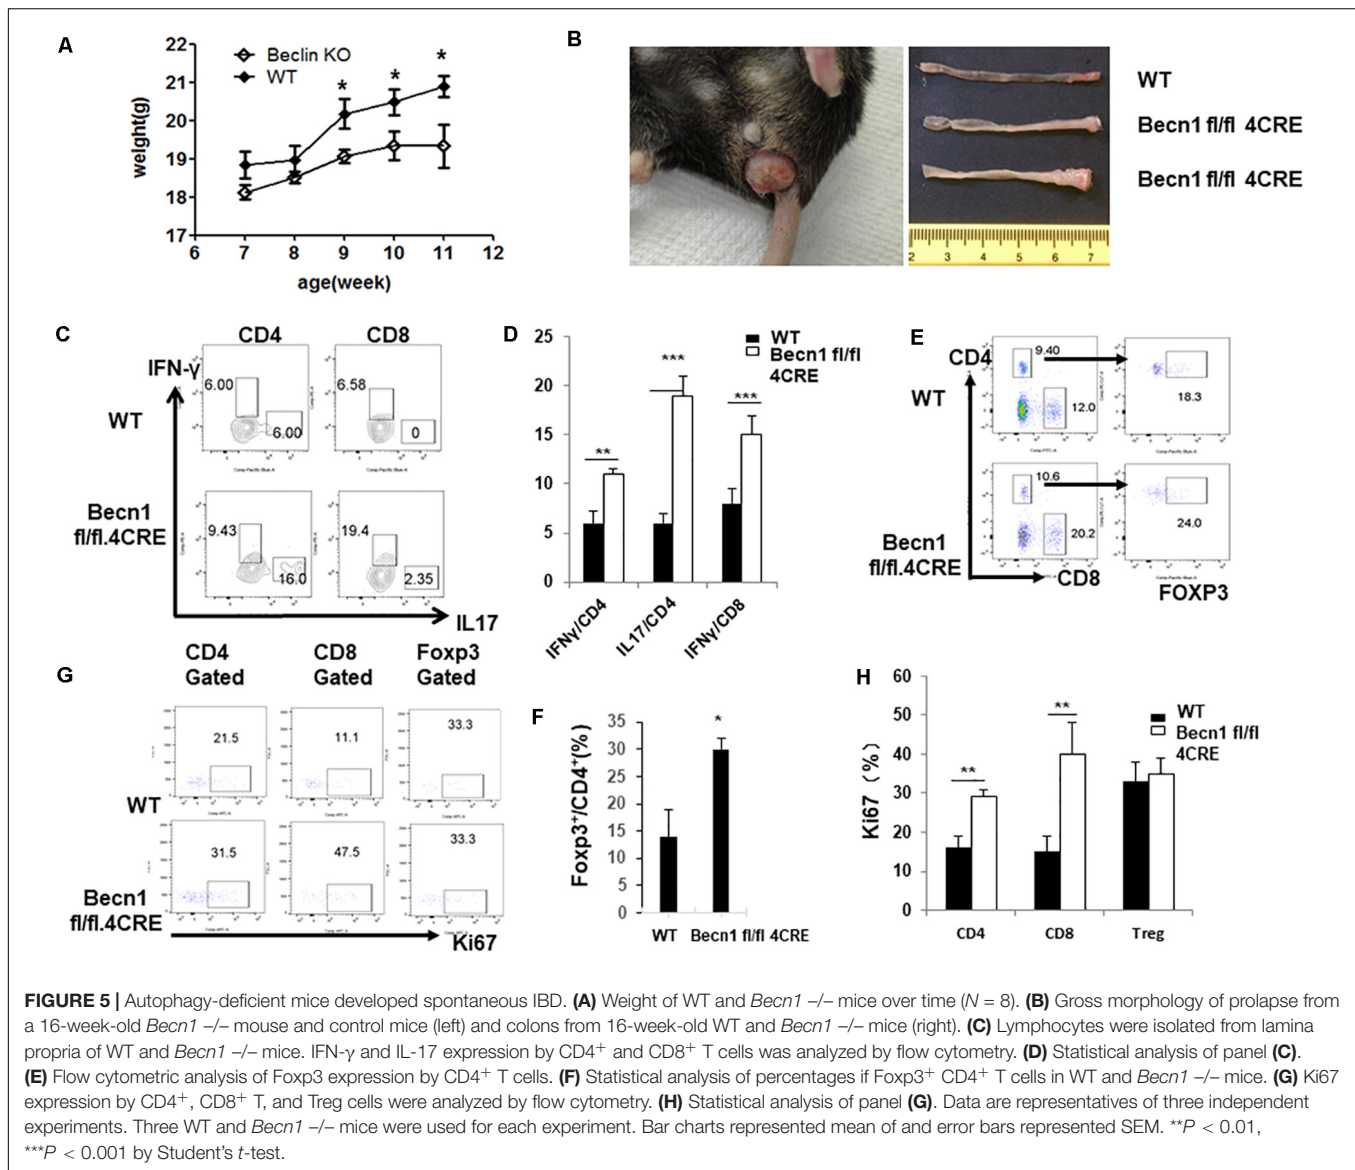 A
22
21
20
19
18
17
weight(g)
Beclin KO
WT
*
*
*
6 7 8 9 10 11 12
age(week)
B
WT
Becn1 fl/fl 4CRE
Becn1 fl/fl 4CRE
2 3 4 5 6 7
C
CD4 CD8
IFN-γ
WT
6.00
6.00
6.58
0
Becn1
fl/fl.4CRE
9.43
16.0
19.4
2.35
IL17
D
25
20
15
10
5
0
WT
Becn1 fl/fl
4CRE
**
***
***
IFNγ/CD4
IL17/CD4
IFNγ/CD8
E
CD4
WT
9.40
12.0
18.3
Becn1
fl/fl.4CRE
10.6
20.2
24.0
CD8
FOXP3
G
CD4
Gated
CD8
Gated
Foxp3
Gated
WT
21.5
11.1
33.3
Becn1
fl/fl.4CRE
31.5
47.5
33.3
Ki67
F
35
30
25
20
15
10
5
0
Foxp3⁺/CD4⁺(%)
*
WT Becn1 fl/fl 4CRE
H
60
50
40
30
20
10
0
Ki67 (%)
WT
Becn1 fl/fl
4CRE
**
**
CD4 CD8 Treg
FIGURE 5 | Autophagy-deficient mice developed spontaneous IBD. (A) Weight of WT and Becn1 –/– mice over time (N = 8). (B) Gross morphology of prolapse from
a 16-week-old Becn1 –/– mouse and control mice (left) and colons from 16-week-old WT and Becn1 –/– mice (right). (C) Lymphocytes were isolated from lamina
propria of WT and Becn1 –/– mice. IFN-γ and IL-17 expression by CD4⁺ and CD8⁺ T cells was analyzed by flow cytometry. (D) Statistical analysis of panel (C).
(E) Flow cytometric analysis of Foxp3 expression by CD4⁺ T cells. (F) Statistical analysis of percentages if Foxp3⁺ CD4⁺ T cells in WT and Becn1 –/– mice. (G) Ki67
expression by CD4⁺, CD8⁺ T, and Treg cells were analyzed by flow cytometry. (H) Statistical analysis of panel (G). Data are representatives of three independent
experiments. Three WT and Becn1 –/– mice were used for each experiment. Bar charts represented mean of and error bars represented SEM. **P < 0.01,
***P < 0.001 by Student's t-test.